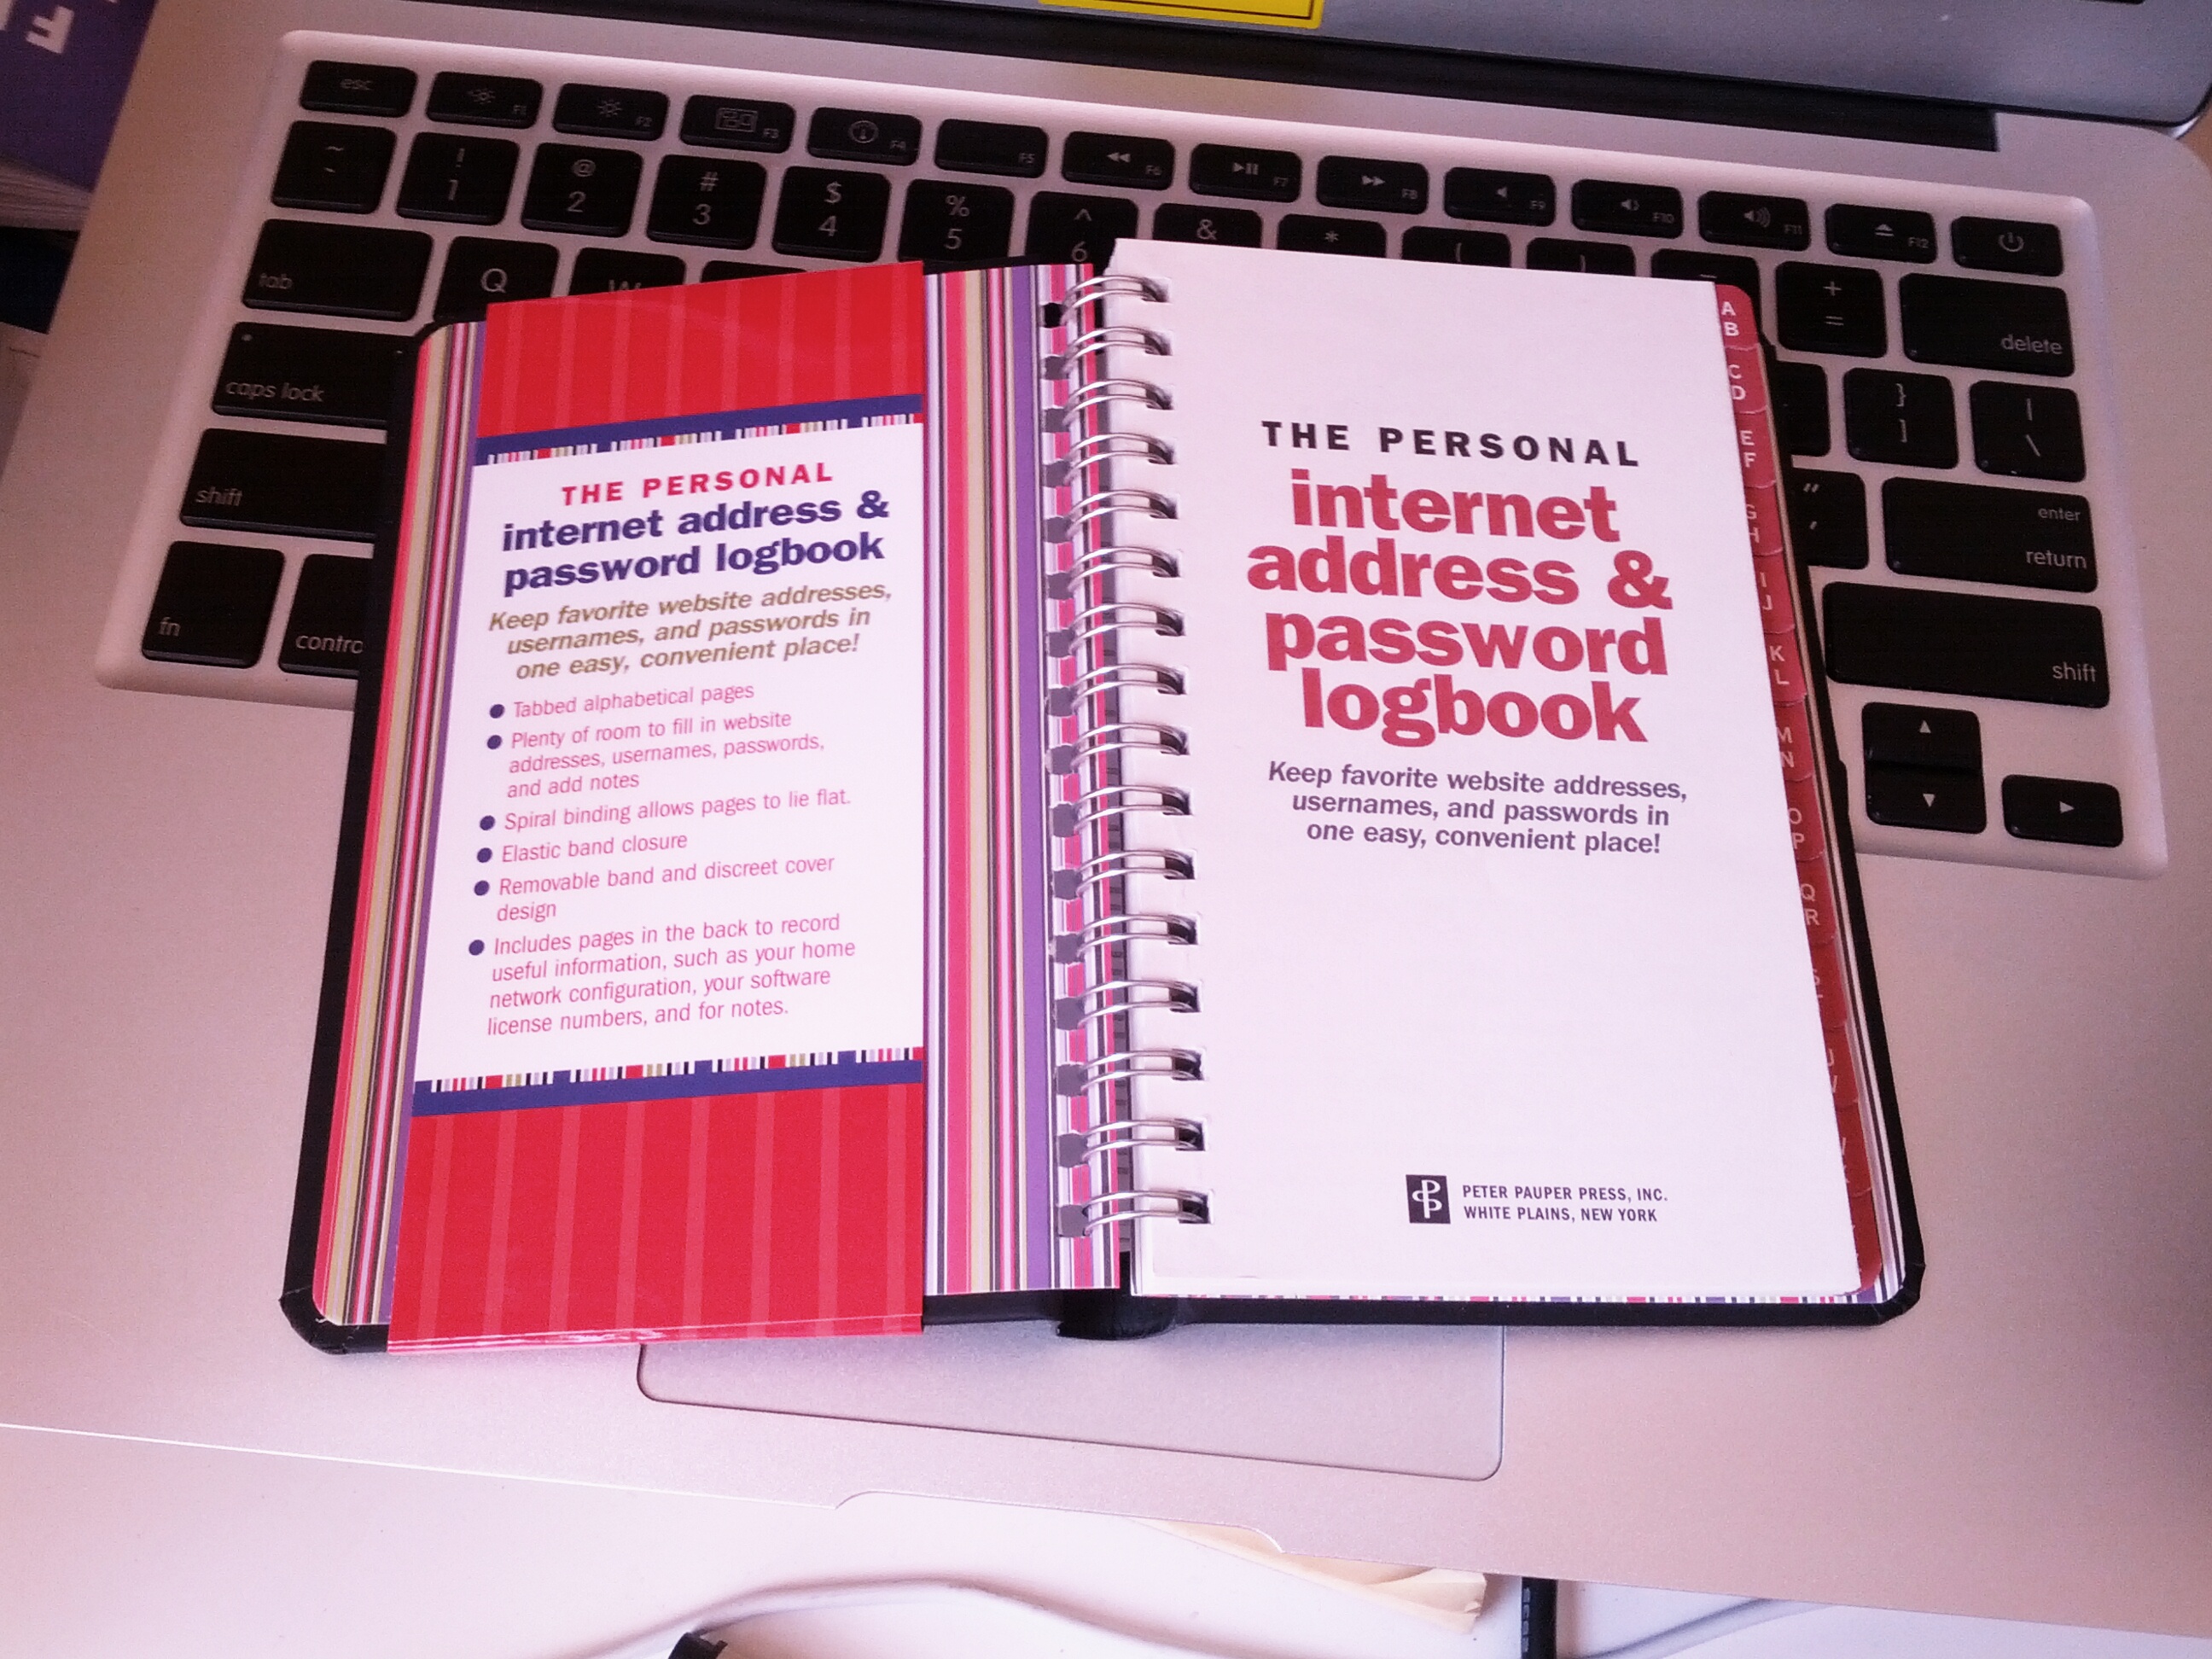 F
esc F1 F2 F3 F4 F5 F6 F7 F8 F9 F10 F11 F12
~ ! @ # $ % ^ & * ( )
` 1 2 3 4 5 6
+
=
delete
tab Q W
}
]
|
\
caps lock
"
'
enter
return
shift
shift
fn
contro
THE PERSONAL
internet address &
password logbook
Keep favorite website addresses,
usernames, and passwords in
one easy, convenient place!
● Tabbed alphabetical pages
● Plenty of room to fill in website
addresses, usernames, passwords,
and add notes
● Spiral binding allows pages to lie flat.
● Elastic band closure
● Removable band and discreet cover
design
● Includes pages in the back to record
useful information, such as your home
network configuration, your software
license numbers, and for notes.
THE PERSONAL
internet
address &
password
logbook
Keep favorite website addresses,
usernames, and passwords in
one easy, convenient place!
PETER PAUPER PRESS, INC.
WHITE PLAINS, NEW YORK
A
B
C
D
E
F
G
H
I
J
K
L
M
N
O
P
Q
R